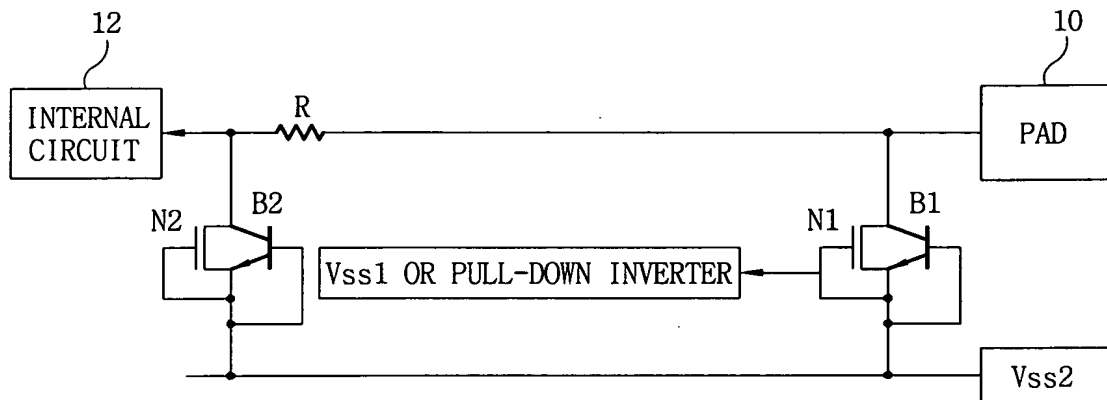 12
10
INTERNAL
CIRCUIT
R
PAD
N2
B2
N1
B1
Vss1 OR PULL-DOWN INVERTER
Vss2